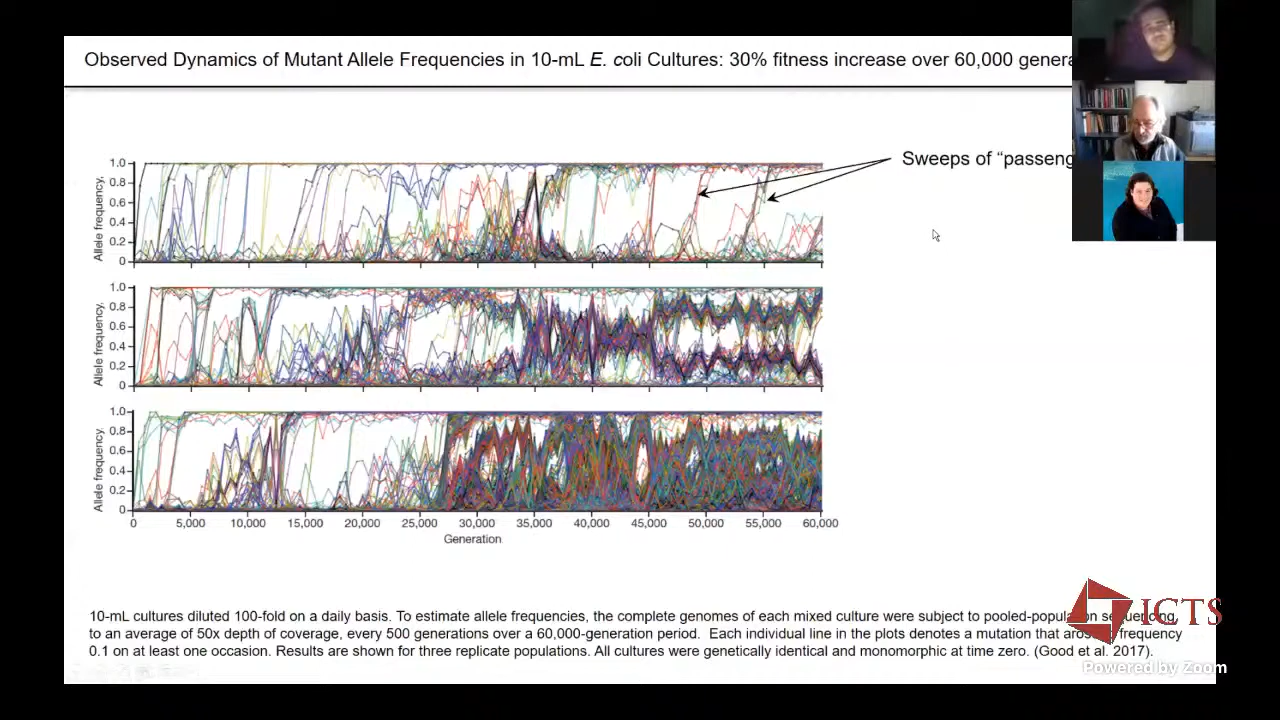 Observed Dynamics of Mutant Allele Frequencies in 10-mL E. coli Cultures: 30% fitness increase over 60,000
Sweeps of
1.0
0.8
0.6
0.4
0.2
0
Allele frequency,
1.0
0.8
0.6
0.4
0.2
0
Allele frequency,
1.0
0.8
0.6
0.4
0.2
0
Allele frequency,
0 5,000 10,000 15,000 20,000 25,000 30,000 35,000 40,000 45,000 50,000 55,000 60,000
Generation
10-mL cultures diluted 100-fold on a daily basis. To estimate allele frequencies, the complete genomes of each mixed culture were subject to
to an average of 50x depth of coverage, every 500 generations over a 60,000-generation period. Each individual line in the plots denotes a mutation that frequency
0.1 on at least one occasion. Results are shown for three replicate populations. All cultures were genetically identical and monomorphic at time zero. (Good et al. 2017).
ICTS
Powered by Zoom